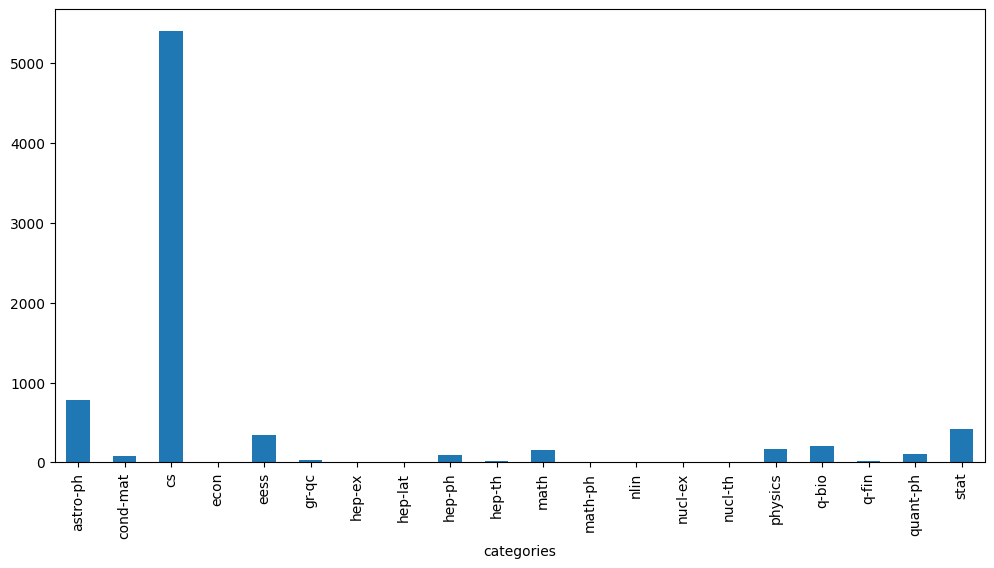 5000
4000
3000
2000
1000
0
astro-ph
cond-mat
cs
econ
eess
gr-qc
hep-ex
hep-lat
hep-ph
hep-th
math
math-ph
nlin
nucl-ex
nucl-th
physics
q-bio
q-fin
quant-ph
stat
categories